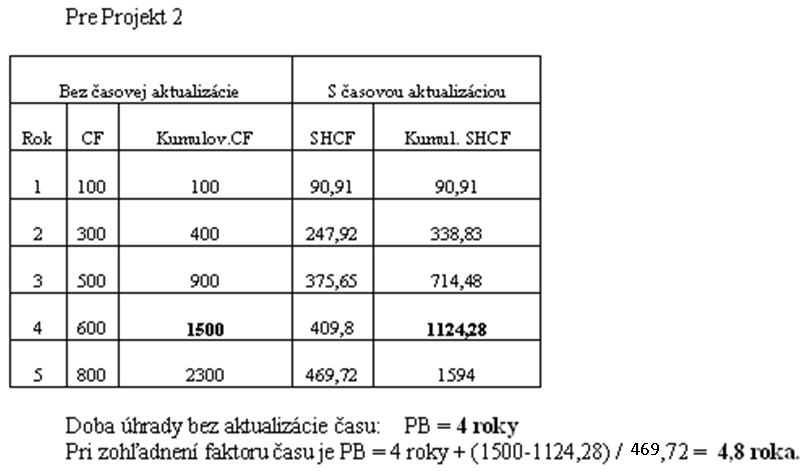 Pre Projekt 2
Bez časovej aktualizácie S časovou aktualizáciou
Rok CF Kumulov.CF SHCF Kumul. SHCF
1 100 100 90,91 90,91
2 300 400 247,92 338,83
3 500 900 375,65 714,48
4 600 1500 409,8 1124,28
5 800 2300 469,72 1594
Doba úhrady bez aktualizácie času: PB = 4 roky
Pri zohľadnení faktoru času je PB = 4 roky + (1500-1124,28) / 469,72 = 4,8 roka.